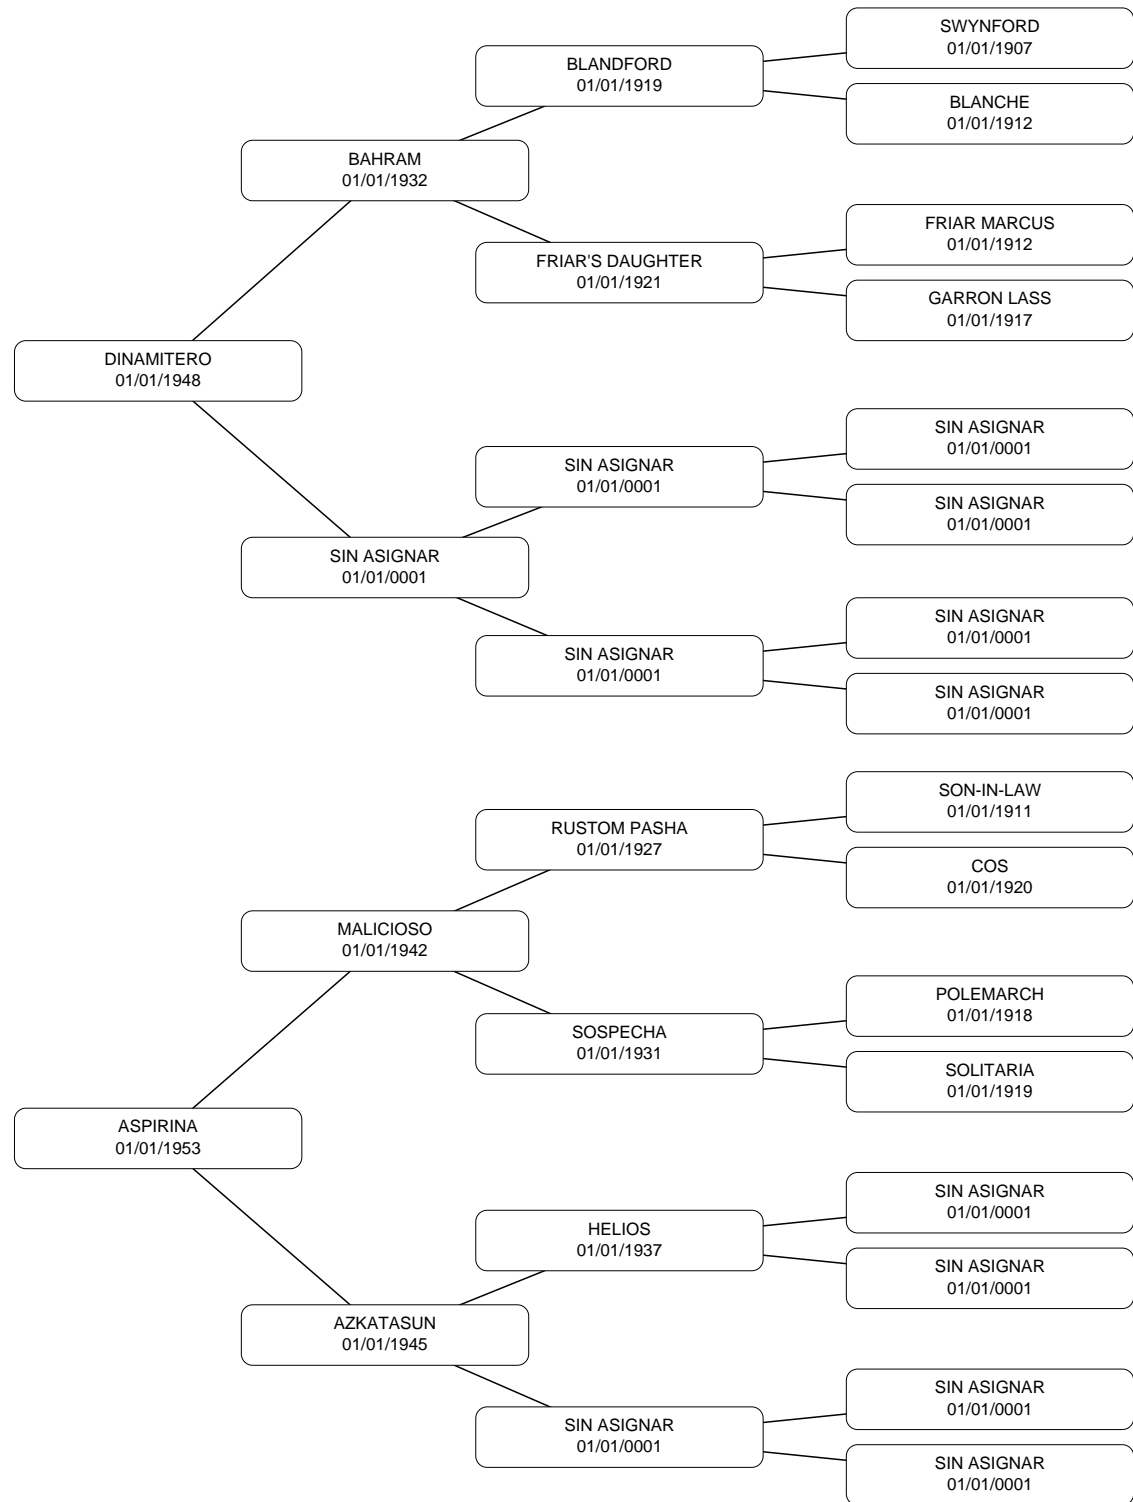 SWYNFORD
01/01/1907
BLANDFORD
01/01/1919
BLANCHE
01/01/1912
BAHRAM
01/01/1932
FRIAR MARCUS
01/01/1912
FRIAR'S DAUGHTER
01/01/1921
GARRON LASS
01/01/1917
DINAMITERO
01/01/1948
SIN ASIGNAR
01/01/0001
SIN ASIGNAR
01/01/0001
SIN ASIGNAR
01/01/0001
SIN ASIGNAR
01/01/0001
SIN ASIGNAR
01/01/0001
SIN ASIGNAR
01/01/0001
SIN ASIGNAR
01/01/0001
SON-IN-LAW
01/01/1911
RUSTOM PASHA
01/01/1927
COS
01/01/1920
MALICIOSO
01/01/1942
POLEMARCH
01/01/1918
SOSPECHA
01/01/1931
SOLITARIA
01/01/1919
ASPIRINA
01/01/1953
SIN ASIGNAR
01/01/0001
HELIOS
01/01/1937
SIN ASIGNAR
01/01/0001
AZKATASUN
01/01/1945
SIN ASIGNAR
01/01/0001
SIN ASIGNAR
01/01/0001
SIN ASIGNAR
01/01/0001